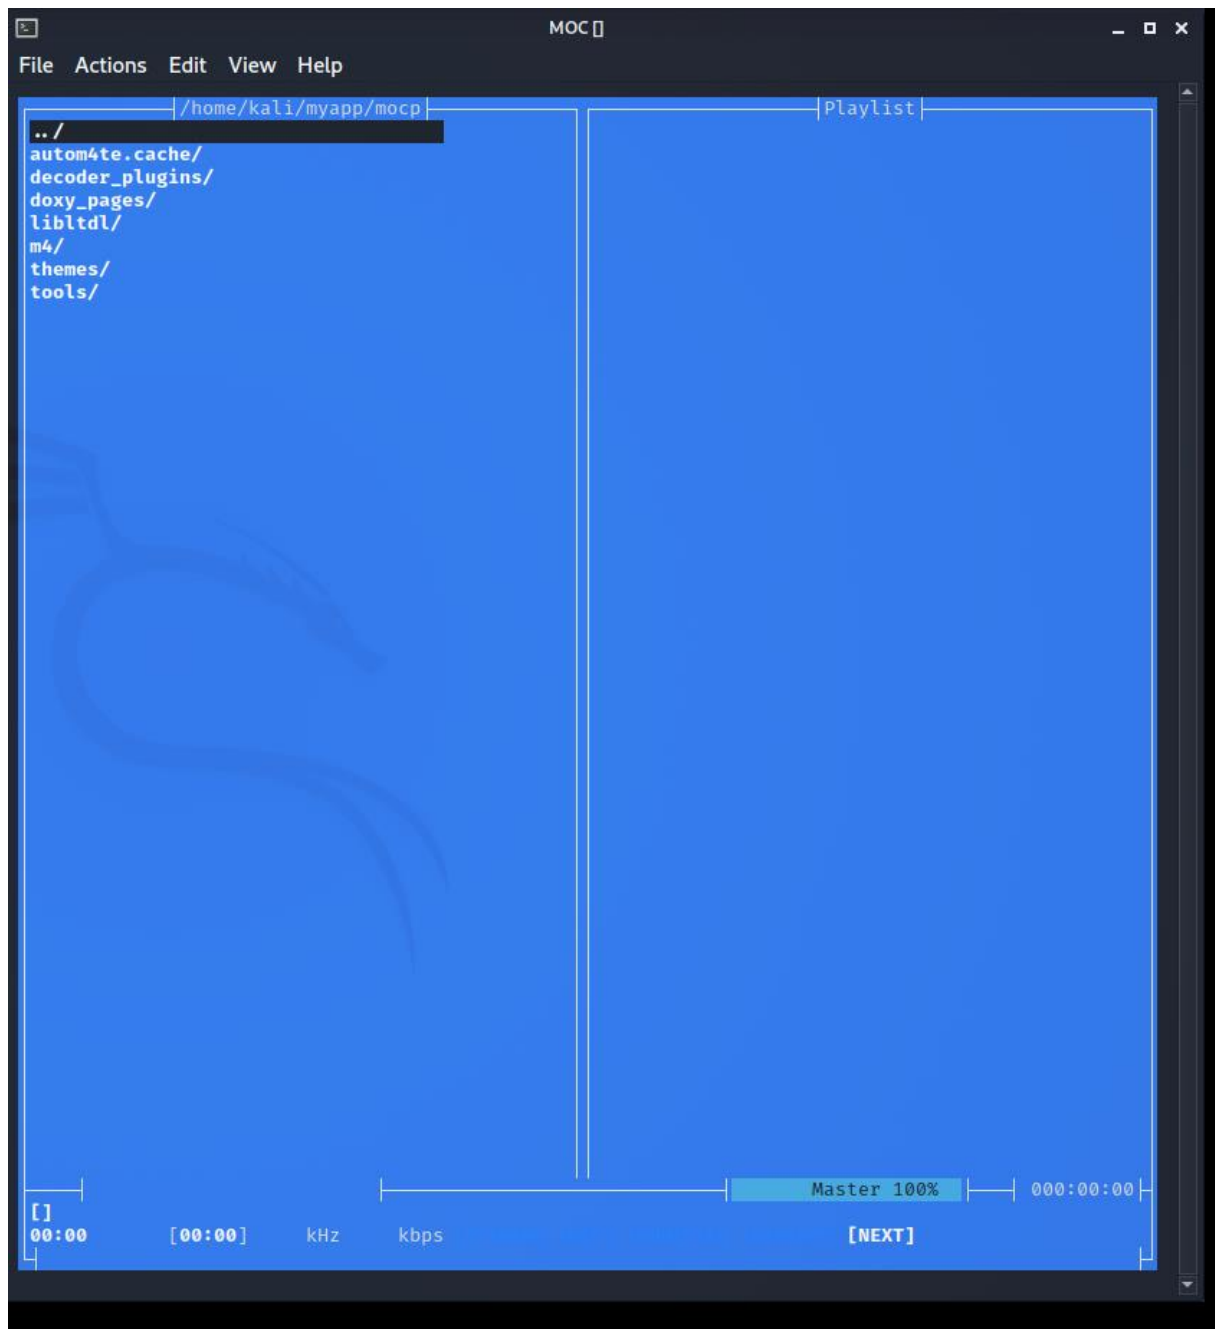 MOC []
File Actions Edit View Help
/home/kali/myapp/mocp
Playlist
../
autom4te.cache/
decoder_plugins/
doxy_pages/
libltdl/
m4/
themes/
tools/
Master 100%
000:00:00
[]
00:00 [00:00] kHz kbps [NEXT]